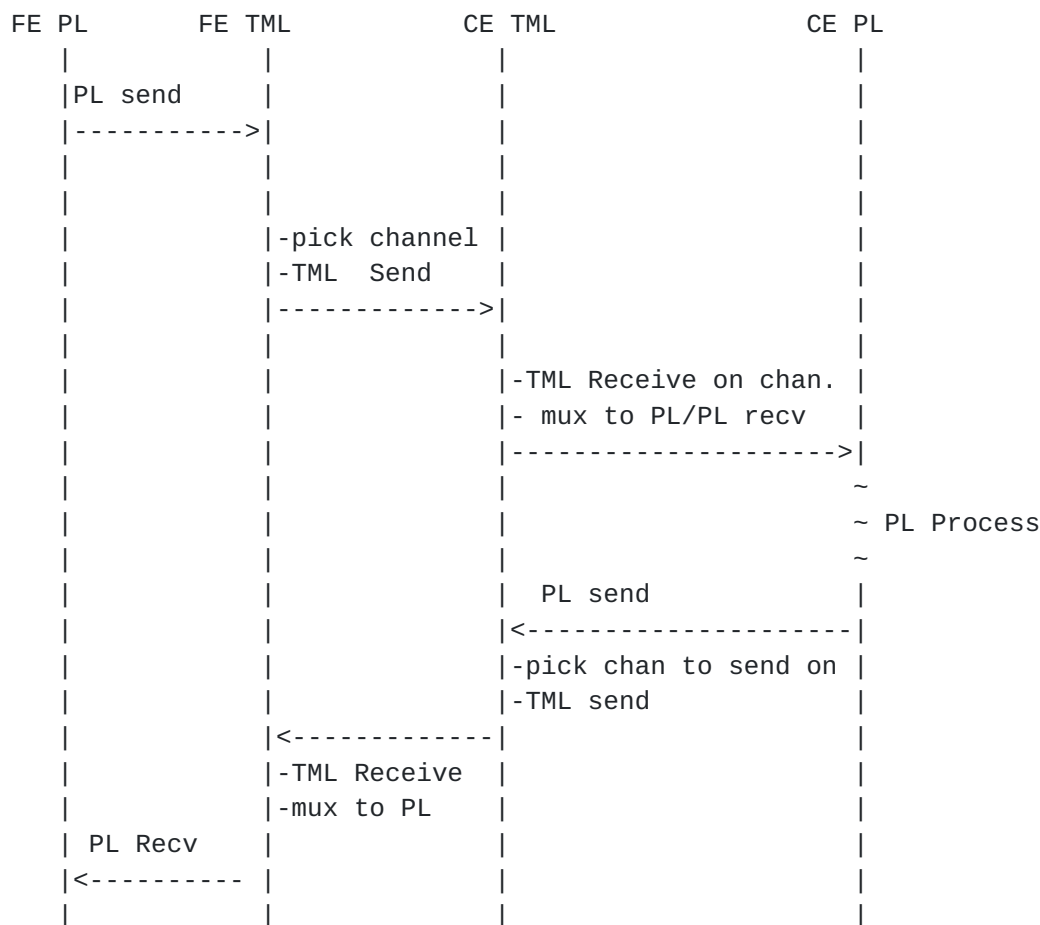 FE PL FE TML CE TML CE PL
PL send
-pick channel
-TML Send
-TML Receive on chan.
- mux to PL/PL recv
PL Process
PL send
-pick chan to send on
-TML send
-TML Receive
-mux to PL
PL Recv